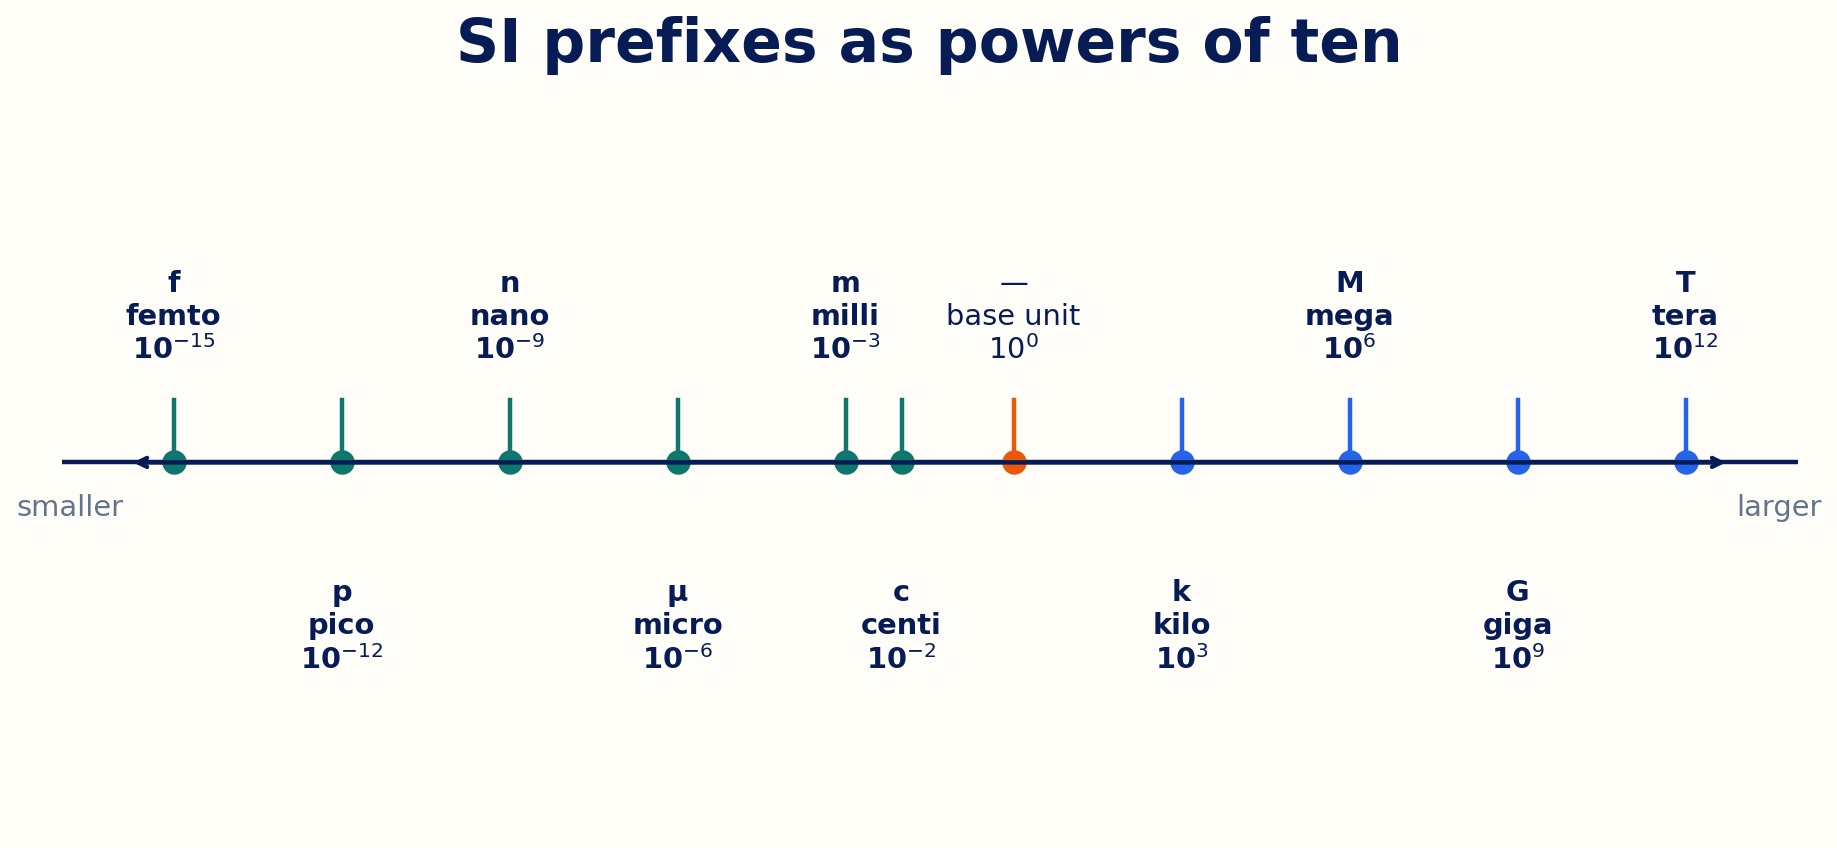 SI prefixes as powers of ten
f
femto
10⁻¹⁵
n
nano
10⁻⁹
m
milli
10⁻³
—
base unit
10⁰
M
mega
10⁶
T
tera
10¹²
smaller
larger
p
pico
10⁻¹²
µ
micro
10⁻⁶
c
centi
10⁻²
k
kilo
10³
G
giga
10⁹